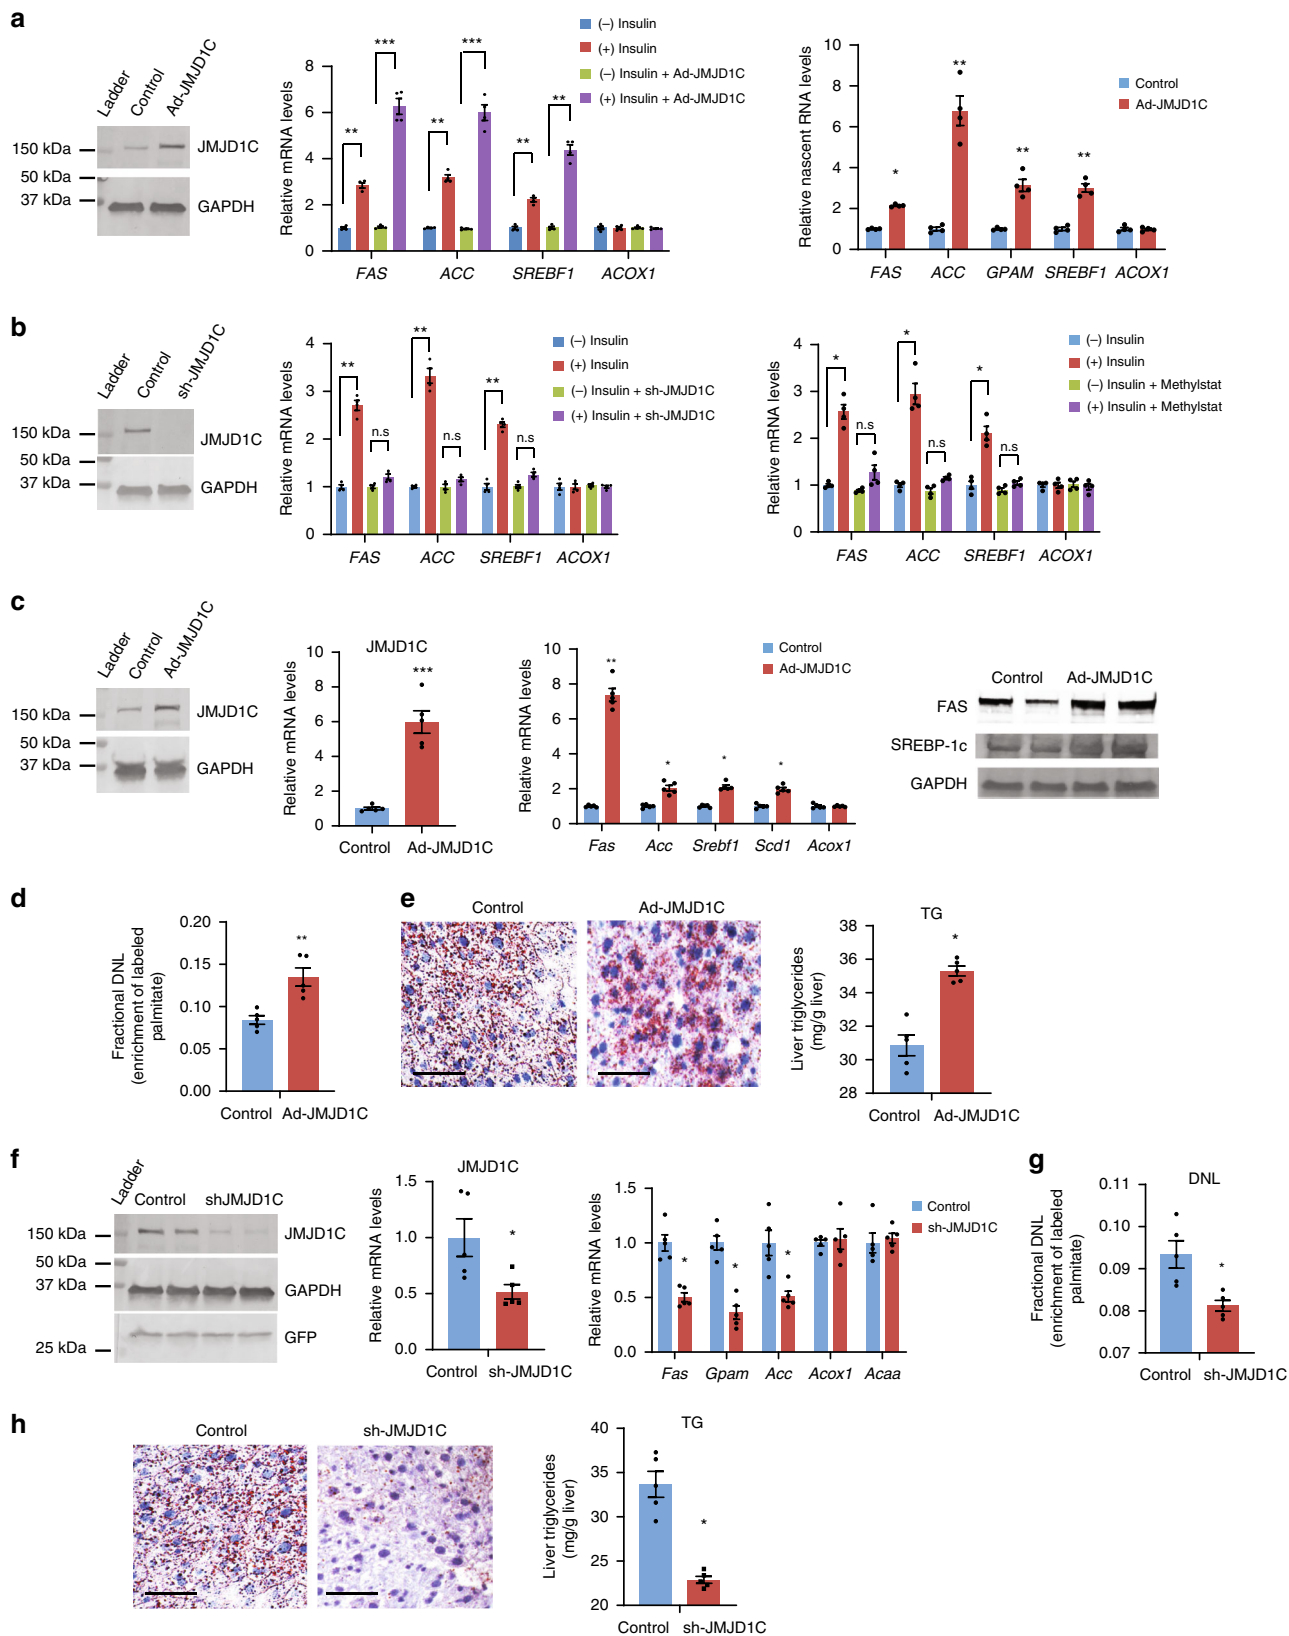 a
Ladder
Control
Ad-JMJD1C
150 kDa
50 kDa
37 kDa
JMJD1C
GAPDH
Relative mRNA levels
8
6
4
2
0
*** ***
** ** ** **
FAS ACC SREBF1 ACOX1
(–) Insulin
(+) Insulin
(–) Insulin + Ad-JMJD1C
(+) Insulin + Ad-JMJD1C
Relative nascent RNA levels
10
8
6
4
2
0
* ** ** **
FAS ACC GPAM SREBF1 ACOX1
Control
Ad-JMJD1C
b
Ladder
Control
sh-JMJD1C
150 kDa
50 kDa
37 kDa
JMJD1C
GAPDH
Relative mRNA levels
4
3
2
1
0
** ** **
n.s n.s n.s
FAS ACC SREBF1 ACOX1
(–) Insulin
(+) Insulin
(–) Insulin + sh-JMJD1C
(+) Insulin + sh-JMJD1C
Relative mRNA levels
4
3
2
1
0
* * *
n.s n.s n.s
FAS ACC SREBF1 ACOX1
(–) Insulin
(+) Insulin
(–) Insulin + Methylstat
(+) Insulin + Methylstat
c
Ladder
Control
Ad-JMJD1C
150 kDa
50 kDa
37 kDa
JMJD1C
GAPDH
JMJD1C
Relative mRNA levels
10
8
6
4
2
0
***
Control Ad-JMJD1C
Relative mRNA levels
10
8
6
4
2
0
** * * *
Fas Acc Srebf1 Scd1 Acox1
Control
Ad-JMJD1C
Control Ad-JMJD1C
FAS
SREBP-1c
GAPDH
d
Fractional DNL
(enrichment of labeled
palmitate)
0.20
0.15
0.10
0.05
0.00
**
Control Ad-JMJD1C
e
Control Ad-JMJD1C
TG
Liver triglycerides
(mg/g liver)
38
36
34
32
30
28
*
Control Ad-JMJD1C
f
Ladder
Control shJMJD1C
150 kDa
50 kDa
37 kDa
25 kDa
JMJD1C
GAPDH
GFP
JMJD1C
Relative mRNA levels
1.5
1.0
0.5
0.0
*
Control sh-JMJD1C
Relative mRNA levels
1.5
1.0
0.5
0.0
* * *
Fas Gpam Acc Acox1 Acaa
Control
sh-JMJD1C
g
DNL
Fractional DNL
(enrichment of labeled
palmitate)
0.11
0.10
0.09
0.08
0.07
*
Control sh-JMJD1C
h
Control sh-JMJD1C
TG
Liver triglycerides
(mg/g liver)
40
35
30
25
20
*
Control sh-JMJD1C